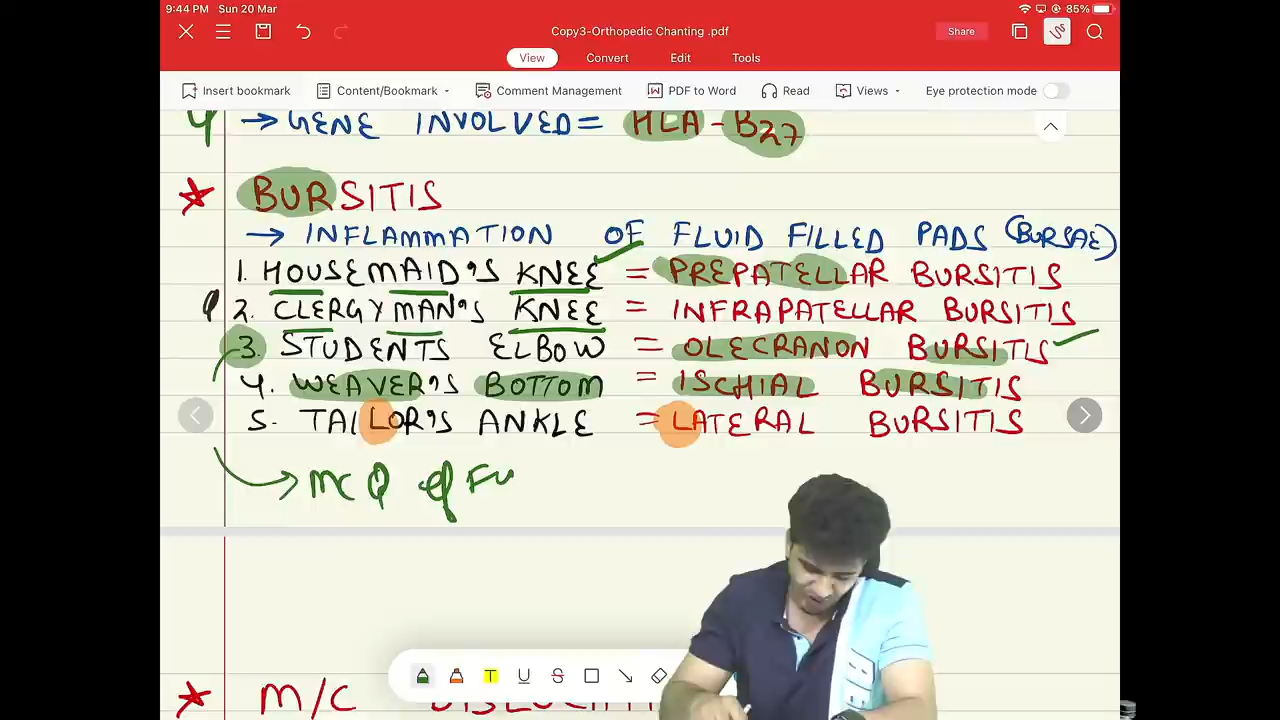 9:44 PM Sun 20 Mar 85%
Copy3-Orthopedic Chanting .pdf
Share
View Convert Edit Tools
Insert bookmark Content/Bookmark Comment Management PDF to Word Read Views Eye protection mode
→ GENE INVOLVED = HLA - B27
BURSITIS
→ INFLAMMATION OF FLUID FILLED PADS (BURSAE)
1. HOUSEMAID'S KNEE = PREPATELLAR BURSITIS
2. CLERGYMAN'S KNEE = INFRAPATELLAR BURSITIS
3. STUDENTS ELBOW = OLECRANON BURSITIS
4. WEAVER'S BOTTOM = ISCHIAL BURSITIS
5. TAILOR'S ANKLE = LATERAL BURSITIS
→ MCQ of
M/C